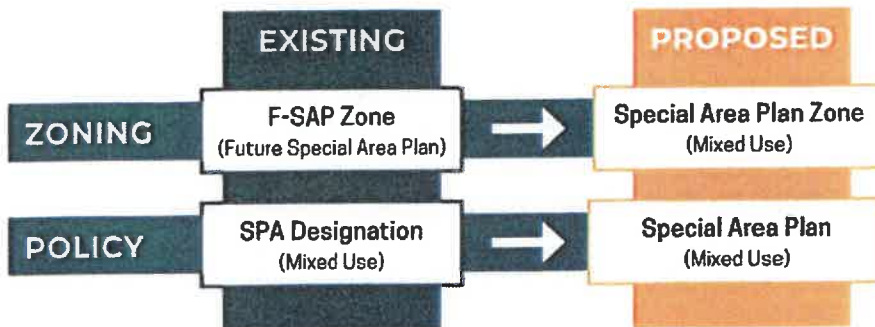 EXISTING
PROPOSED
ZONING
F-SAP Zone
(Future Special Area Plan)
Special Area Plan Zone
(Mixed Use)
POLICY
SPA Designation
(Mixed Use)
Special Area Plan
(Mixed Use)